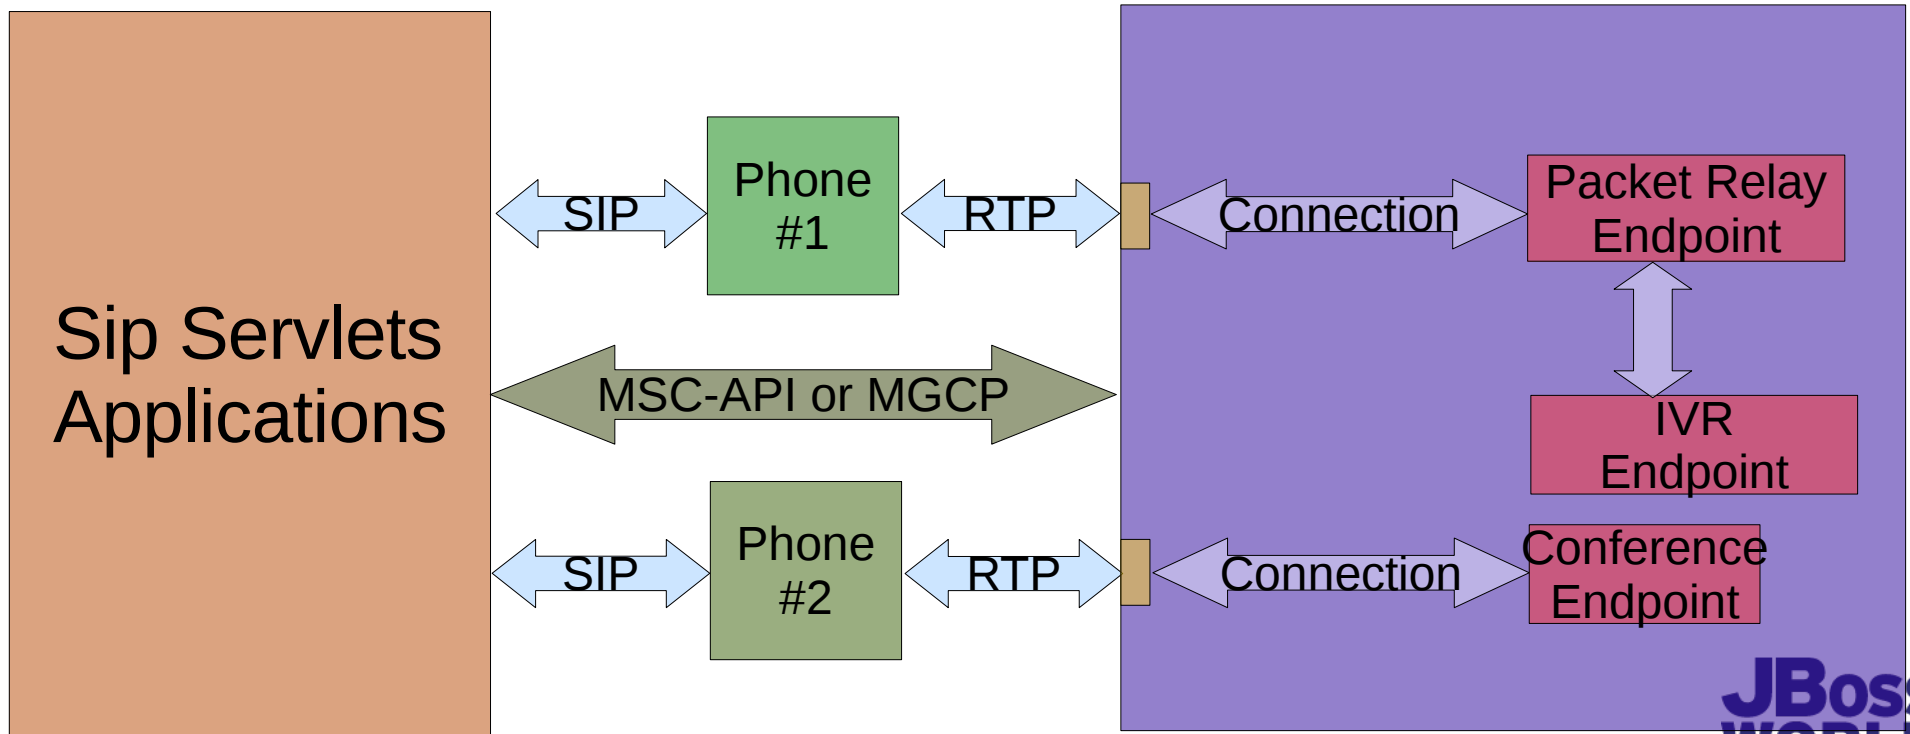 Sip Servlets
Applications
SIP
Phone
#1
RTP
Connection
Packet Relay
Endpoint
MSC-API or MGCP
IVR
Endpoint
SIP
Phone
#2
RTP
Connection
Conference
Endpoint
JBoss